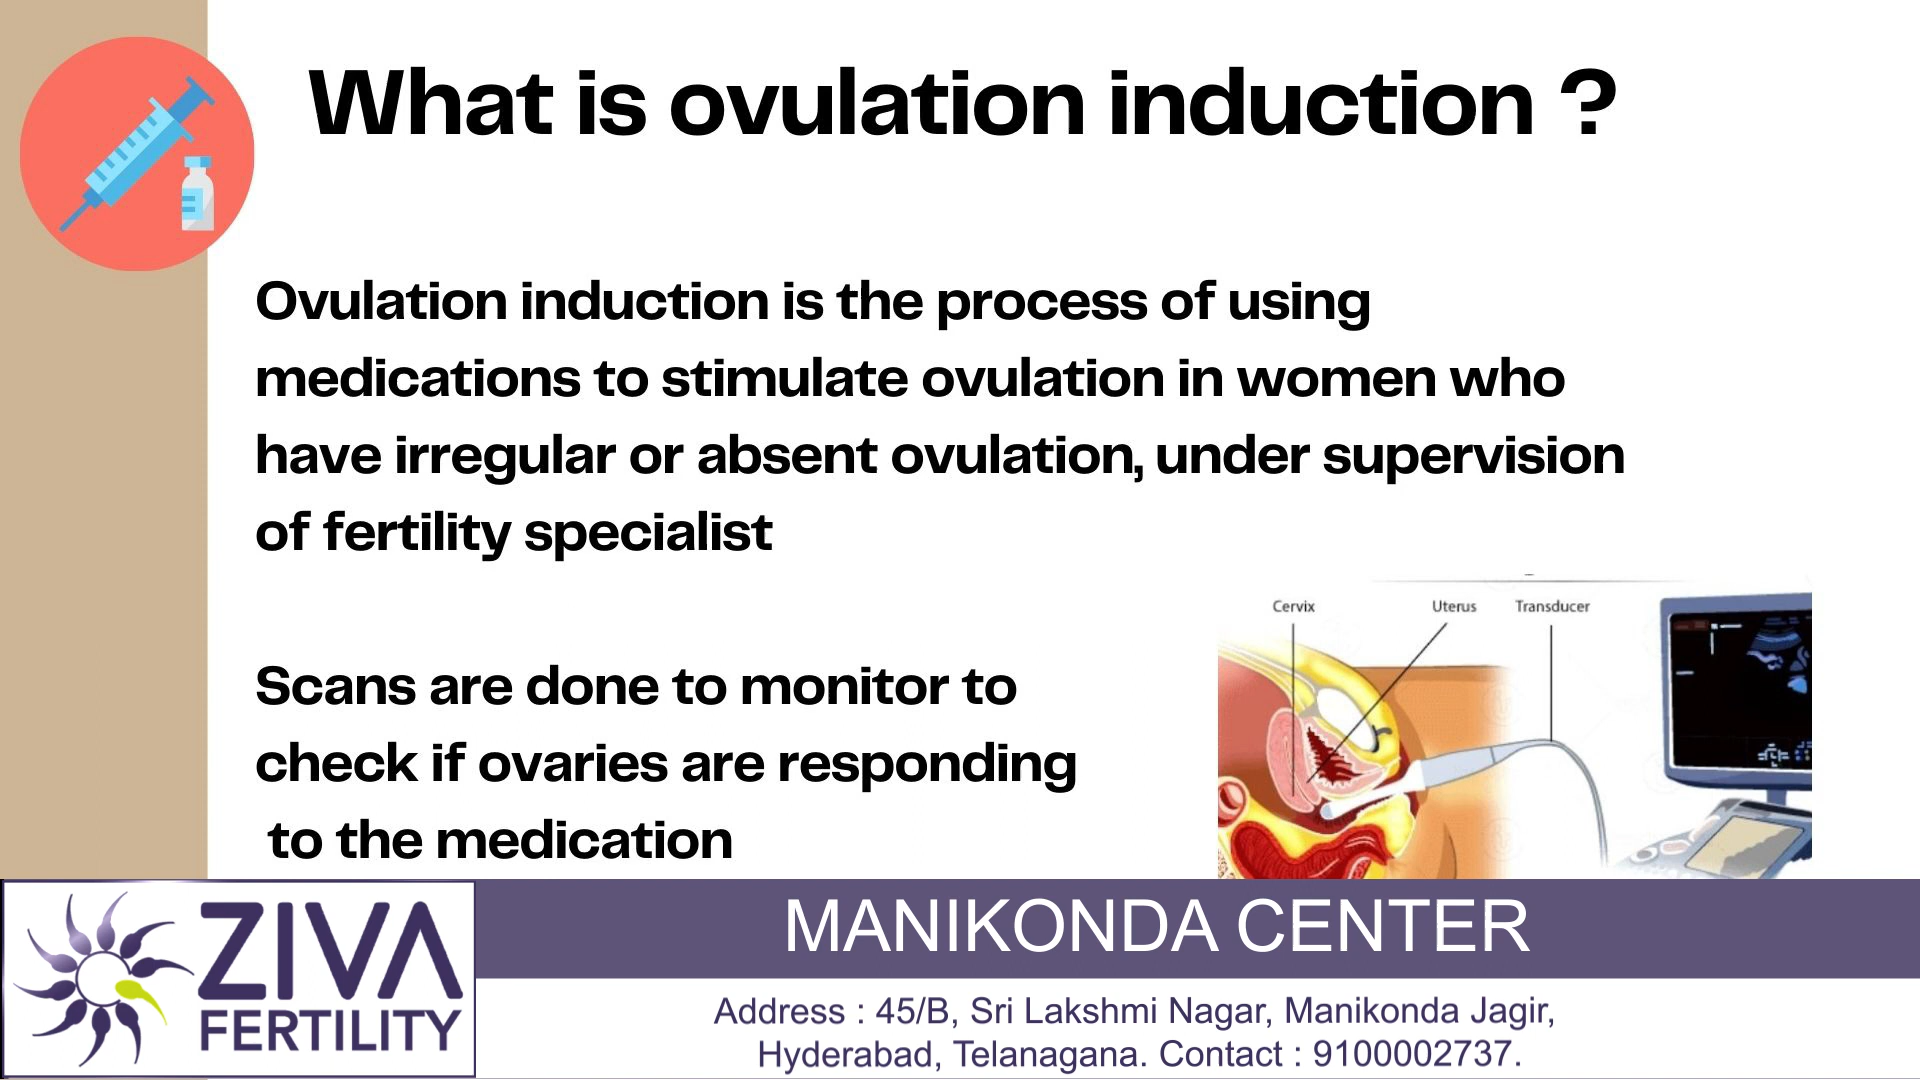 What is ovulation induction ?
Ovulation induction is the process of using
medications to stimulate ovulation in women who
have irregular or absent ovulation, under supervision
of fertility specialist
Scans are done to monitor to
check if ovaries are responding
to the medication
Cervix
Uterus
Transducer
ZIVA
FERTILITY
MANIKONDA CENTER
Address : 45/B, Sri Lakshmi Nagar, Manikonda Jagir,
Hyderabad, Telanagana. Contact : 9100002737.